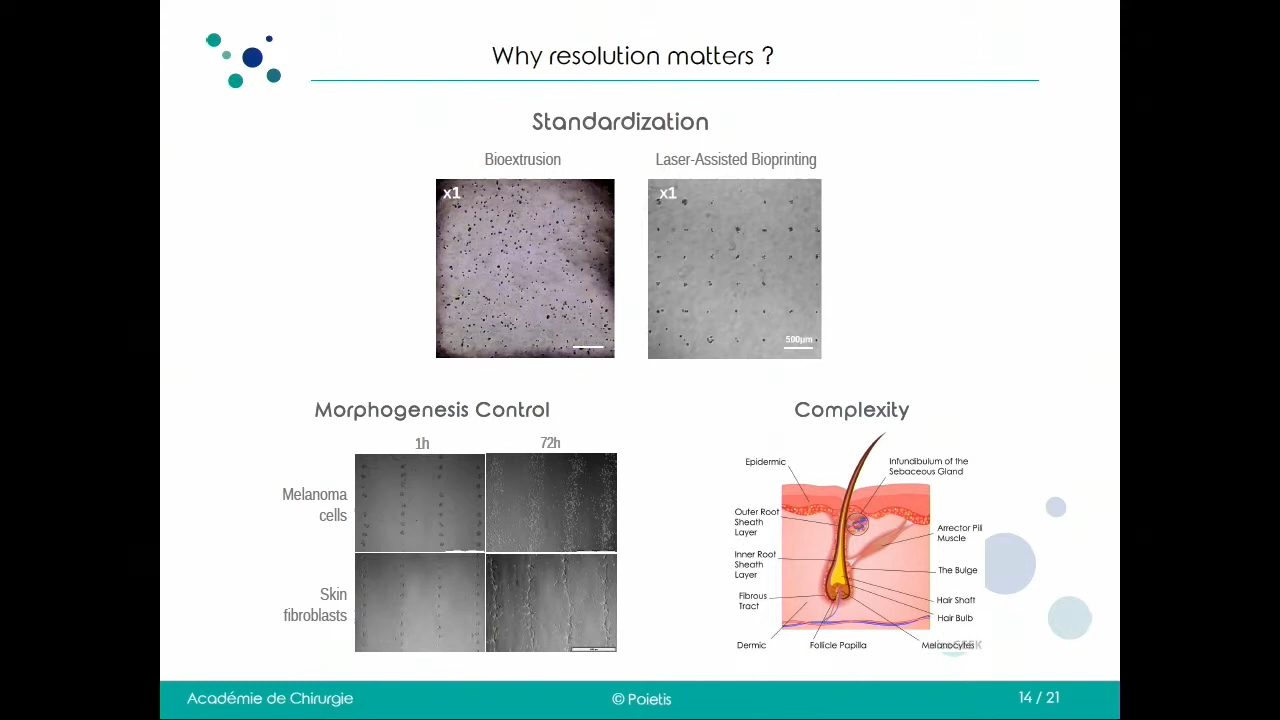 Why resolution matters ?
Standardization
Bioextrusion
Laser-Assisted Bioprinting
x1
x1
500µm
Morphogenesis Control
1h
72h
Melanoma
cells
Skin
fibroblasts
Complexity
Epidermic
Infundibulum of the
Sebaceous Gland
Outer Root
Sheath
Layer
Arrector Pili
Muscle
Inner Root
Sheath
Layer
The Bulge
Fibrous
Tract
Hair Shaft
Hair Bulb
Dermic
Follicle Papilla
Melanocytes
Académie de Chirurgie
© Poietis
14 / 21